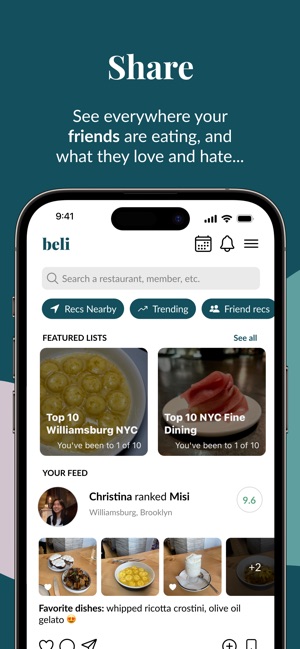 Share
See everywhere your
friends are eating, and
what they love and hate...
9:41
beli
Search a restaurant, member, etc.
Recs Nearby
Trending
Friend recs
FEATURED LISTS
See all
Top 10
Williamsburg NYC
You've been to 1 of 10
Top 10 NYC Fine
Dining
You've been to 1 of 10
YOUR FEED
Christina ranked Misi
Williamsburg, Brooklyn
9.6
+2
Favorite dishes: whipped ricotta crostini, olive oil
gelato 😍